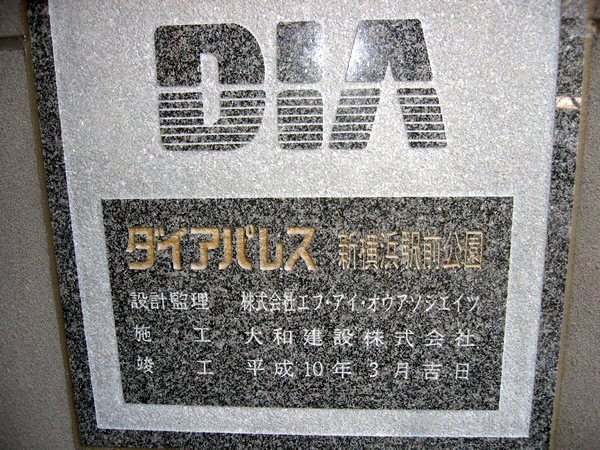 DIA
ダイアパレス 新横浜駅前公園
設計監理 株式会社エフ・アイ・オウアソシエイツ
施工 大和建設株式会社
竣工 平成10年3月吉日